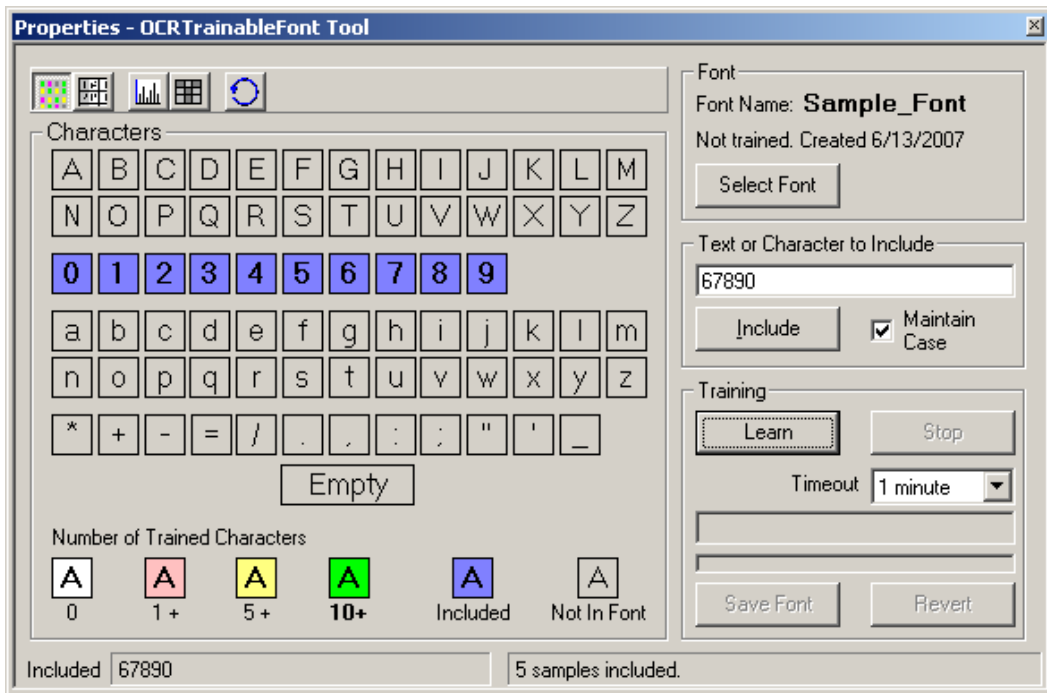 Properties - OCRTrainableFont Tool
Characters
A B C D E F G H I J K L M
N O P Q R S T U V W X Y Z
0 1 2 3 4 5 6 7 8 9
a b c d e f g h i j k l m
n o p q r s t u v w x y z
* + - = / . , : ; " ' _
Empty
Number of Trained Characters
A A A A A A
0 1 + 5 + 10+ Included Not In Font
Font
Font Name: Sample_Font
Not trained. Created 6/13/2007
Select Font
Text or Character to Include
67890
Include
Maintain
Case
Training
Learn Stop
Timeout 1 minute
Save Font Revert
Included 67890
5 samples included.